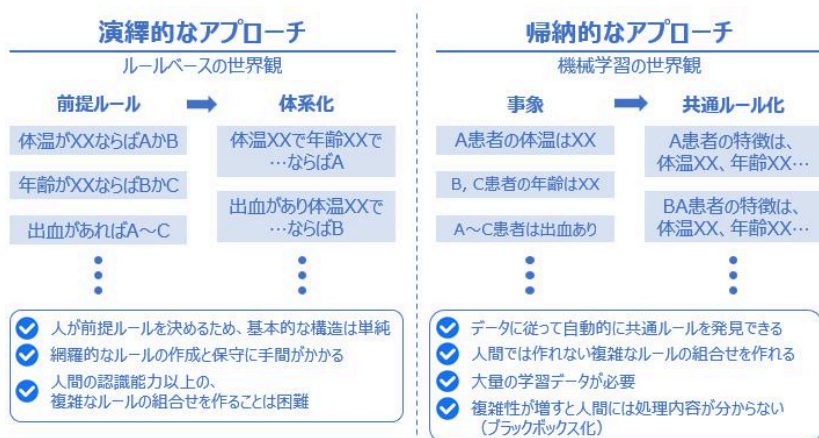 演繹的なアプローチ
ルールベースの世界観
前提ルール
体系化
体温がXXならばAかB
年齢がXXならばBかC
出血があればA～C
体温XXで年齢XXで
…ならばA
出血があり体温XXで
…ならばB
人が前提ルールを決めるため、基本的な構造は単純
網羅的なルールの作成と保守に手間がかかる
人間の認識能力以上の、
複雑なルールの組合せを作ることは困難
帰納的なアプローチ
機械学習の世界観
事象
共通ルール化
A患者の体温はXX
B, C患者の年齢はXX
A～C患者は出血あり
A患者の特徴は、
体温XX、年齢XX…
BA患者の特徴は、
体温XX、年齢XX…
データに従って自動的に共通ルールを発見できる
人間では作れない複雑なルールの組合せを作れる
大量の学習データが必要
複雑性が増すと人間には処理内容が分からない
（ブラックボックス化）